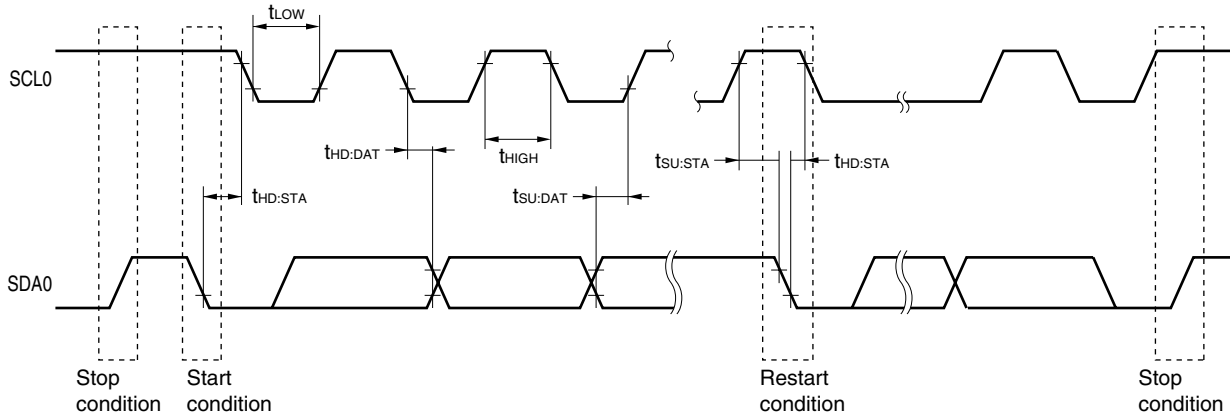 tLOW
SCL0
tHD:DAT
tHIGH
tSU:STA
tHD:STA
tHD:STA
tSU:DAT
SDA0
Stop
condition
Start
condition
Restart
condition
Stop
condition